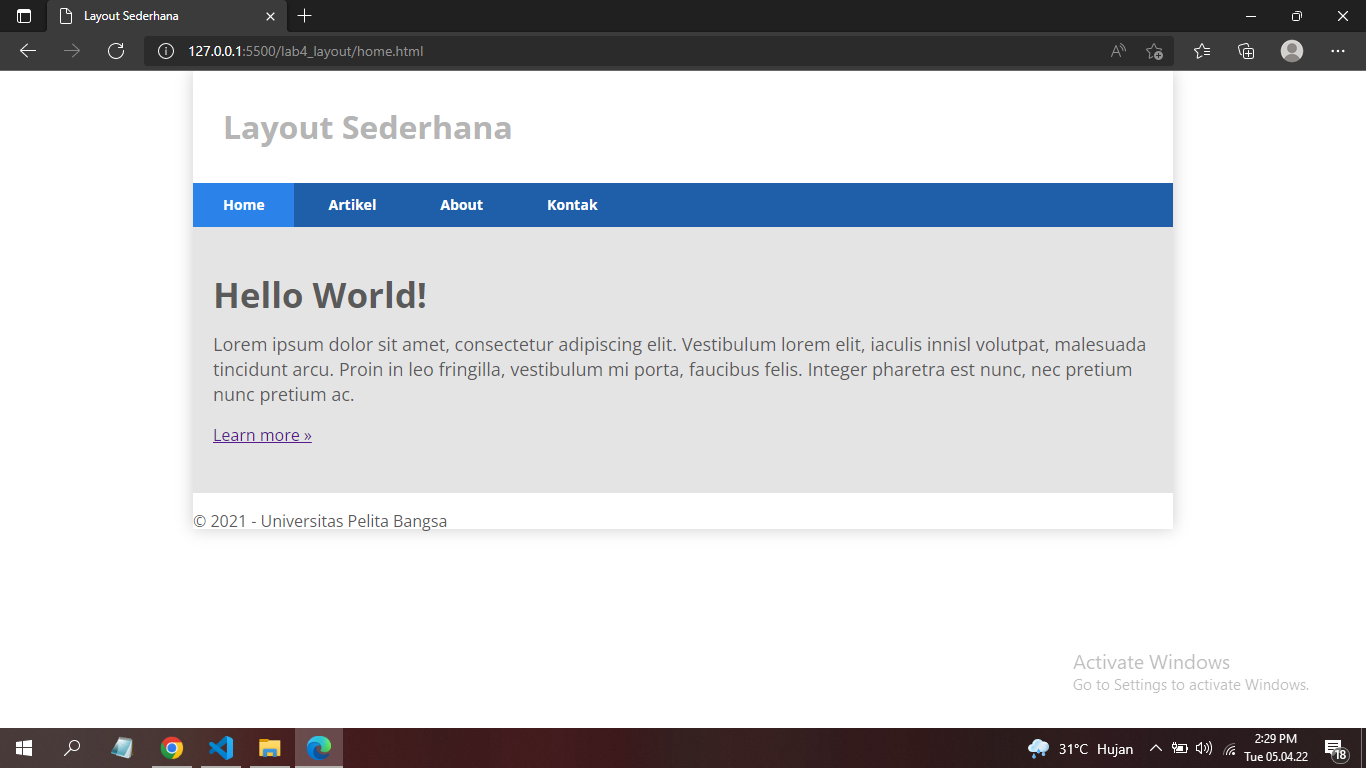 Layout Sederhana
127.0.0.1:5500/lab4_layout/home.html
Layout Sederhana
Home Artikel About Kontak
Hello World!
Lorem ipsum dolor sit amet, consectetur adipiscing elit. Vestibulum lorem elit, iaculis innisl volutpat, malesuada
tincidunt arcu. Proin in leo fringilla, vestibulum mi porta, faucibus felis. Integer pharetra est nunc, nec pretium
nunc pretium ac.
Learn more »
© 2021 - Universitas Pelita Bangsa
Activate Windows
Go to Settings to activate Windows.
31°C Hujan
2:29 PM
Tue 05.04.22
18